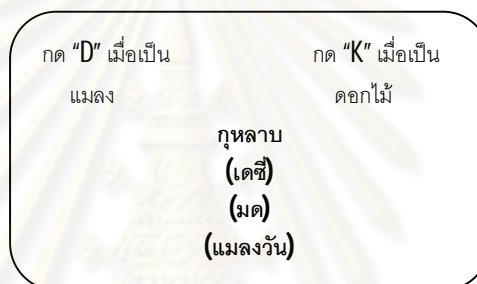 กด “D” เมื่อเป็น กด “K” เมื่อเป็น
แมลง ดอกไม้
กุหลาบ
(เดซี่)
(มด)
(แมลงวัน)